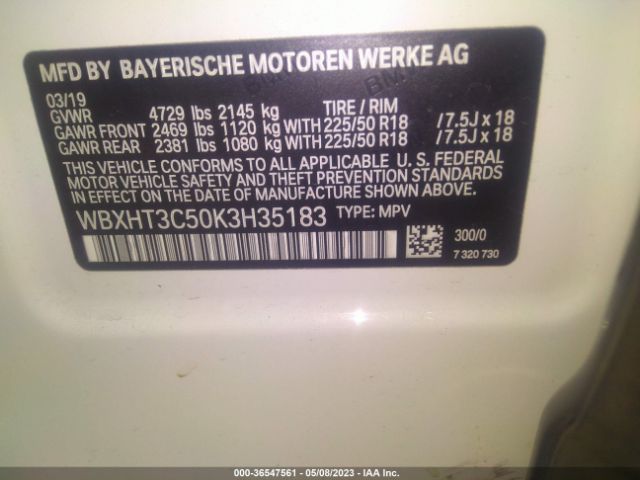 MFD BY BAYERISCHE MOTOREN WERKE AG
03/19
GVWR 4729 lbs 2145 kg TIRE / RIM
GAWR FRONT 2469 lbs 1120 kg WITH 225/50 R18 /7.5J x 18
GAWR REAR 2381 lbs 1080 kg WITH 225/50 R18 /7.5J x 18
THIS VEHICLE CONFORMS TO ALL APPLICABLE U. S. FEDERAL
MOTOR VEHICLE SAFETY BUMPER, AND THEFT PREVENTION STANDARDS
IN EFFECT ON THE DATE OF MANUFACTURE SHOWN ABOVE.
WBXHT3C50K3H35183 TYPE: MPV
300/0
7 320 730
000-36547561 - 05/08/2023 - IAA Inc.